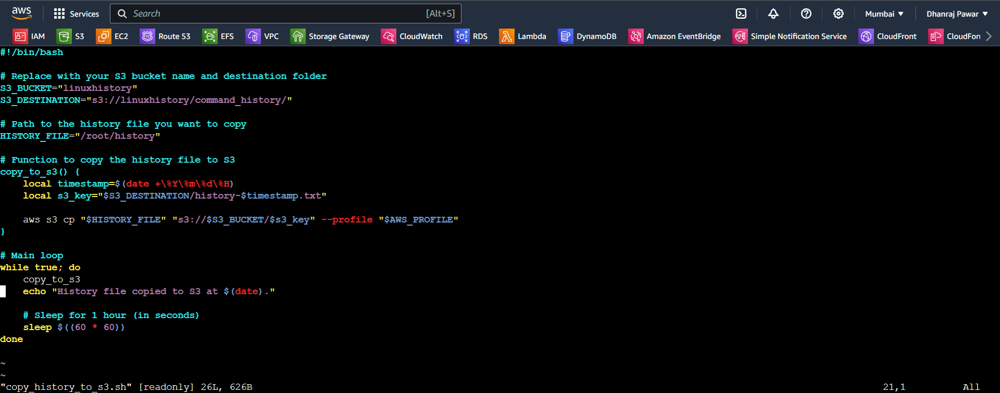 aws Services Search [Alt+S] Mumbai ▼ Dhanraj Pawar ▼
IAM S3 EC2 Route 53 EFS VPC Storage Gateway CloudWatch RDS Lambda DynamoDB Amazon EventBridge Simple Notification Service CloudFront CloudForr
#!/bin/bash
# Replace with your S3 bucket name and destination folder
S3_BUCKET="linuxhistory"
S3_DESTINATION="s3://linuxhistory/command_history/"
# Path to the history file you want to copy
HISTORY_FILE="/root/history"
# Function to copy the history file to S3
copy_to_s3() {
    local timestamp=$(date +\%Y\%m\%d\%H)
    local s3_key="$S3_DESTINATION/history-$timestamp.txt"
    aws s3 cp "$HISTORY_FILE" "s3://$S3_BUCKET/$s3_key" --profile "$AWS_PROFILE"
}
# Main loop
while true; do
    copy_to_s3
    echo "History file copied to S3 at $(date)."
    # Sleep for 1 hour (in seconds)
    sleep $((60 * 60))
done
~
~
"copy_history_to_s3.sh" [readonly] 26L, 626B 21,1 All